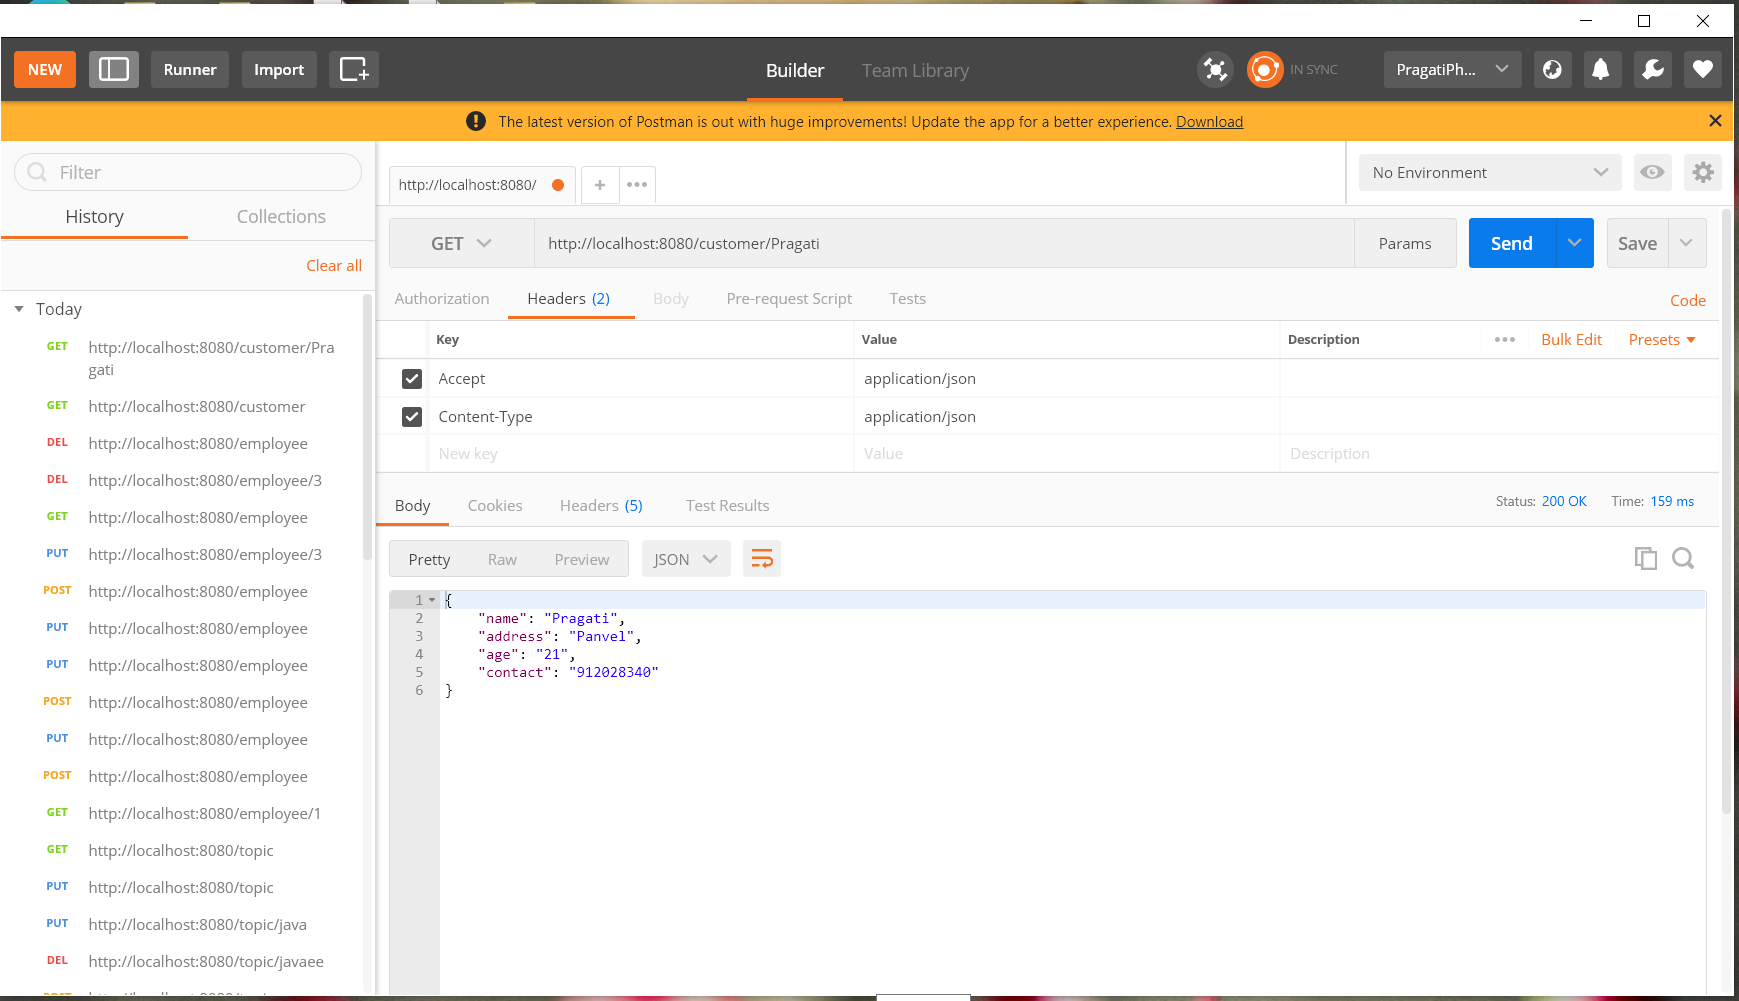 NEW
Runner
Import
Builder
Team Library
IN SYNC
PragatiPh...
The latest version of Postman is out with huge improvements! Update the app for a better experience. Download
Filter
History
Collections
Clear all
Today
GET http://localhost:8080/customer/Pra
gati
GET http://localhost:8080/customer
DEL http://localhost:8080/employee
DEL http://localhost:8080/employee/3
GET http://localhost:8080/employee
PUT http://localhost:8080/employee/3
POST http://localhost:8080/employee
PUT http://localhost:8080/employee
PUT http://localhost:8080/employee
POST http://localhost:8080/employee
PUT http://localhost:8080/employee
POST http://localhost:8080/employee
GET http://localhost:8080/employee/1
GET http://localhost:8080/topic
PUT http://localhost:8080/topic
PUT http://localhost:8080/topic/java
DEL http://localhost:8080/topic/javaee
http://localhost:8080/
No Environment
GET http://localhost:8080/customer/Pragati Params Send Save
Authorization Headers (2) Body Pre-request Script Tests Code
Key Value Description Bulk Edit Presets
Accept application/json
Content-Type application/json
New key Value Description
Body Cookies Headers (5) Test Results Status: 200 OK Time: 159 ms
Pretty Raw Preview JSON
1 {
2 "name": "Pragati",
3 "address": "Panvel",
4 "age": "21",
5 "contact": "912028340"
6 }